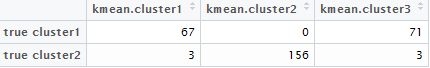 kmean.cluster1 kmean.cluster2 kmean.cluster3
true cluster1 67 0 71
true cluster2 3 156 3